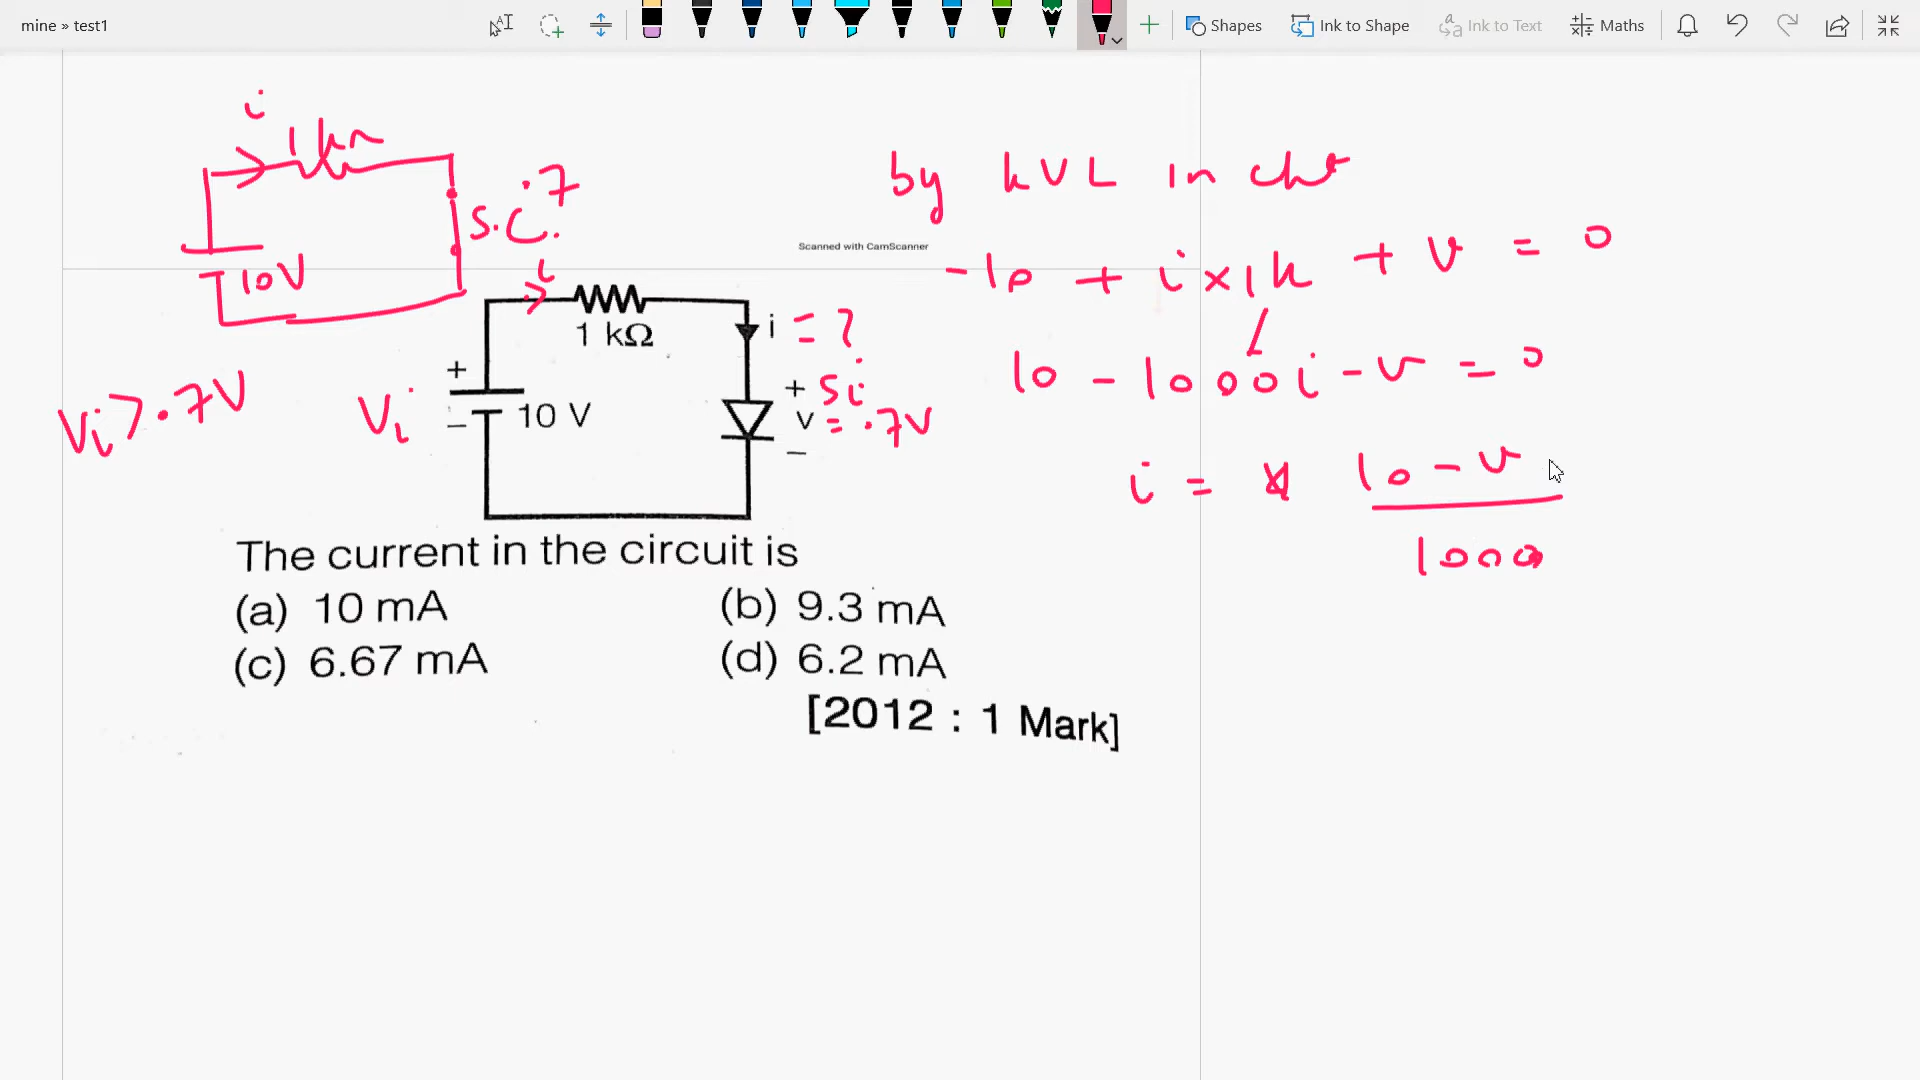 mine » test1
Shapes
Ink to Shape
Ink to Text
Maths
i
1kΩ
S.C.
.7
10V
by KVL in ckt
Scanned with CamScanner
-10 + i×1k + v = 0
10 - 1000i - v = 0
i = 10 - v
1000
i
1 kΩ
i = ?
Vi > .7V
Vi
+
−
10 V
+
Si
v = .7V
−
The current in the circuit is
(a) 10 mA
(b) 9.3 mA
(c) 6.67 mA
(d) 6.2 mA
[2012 : 1 Mark]